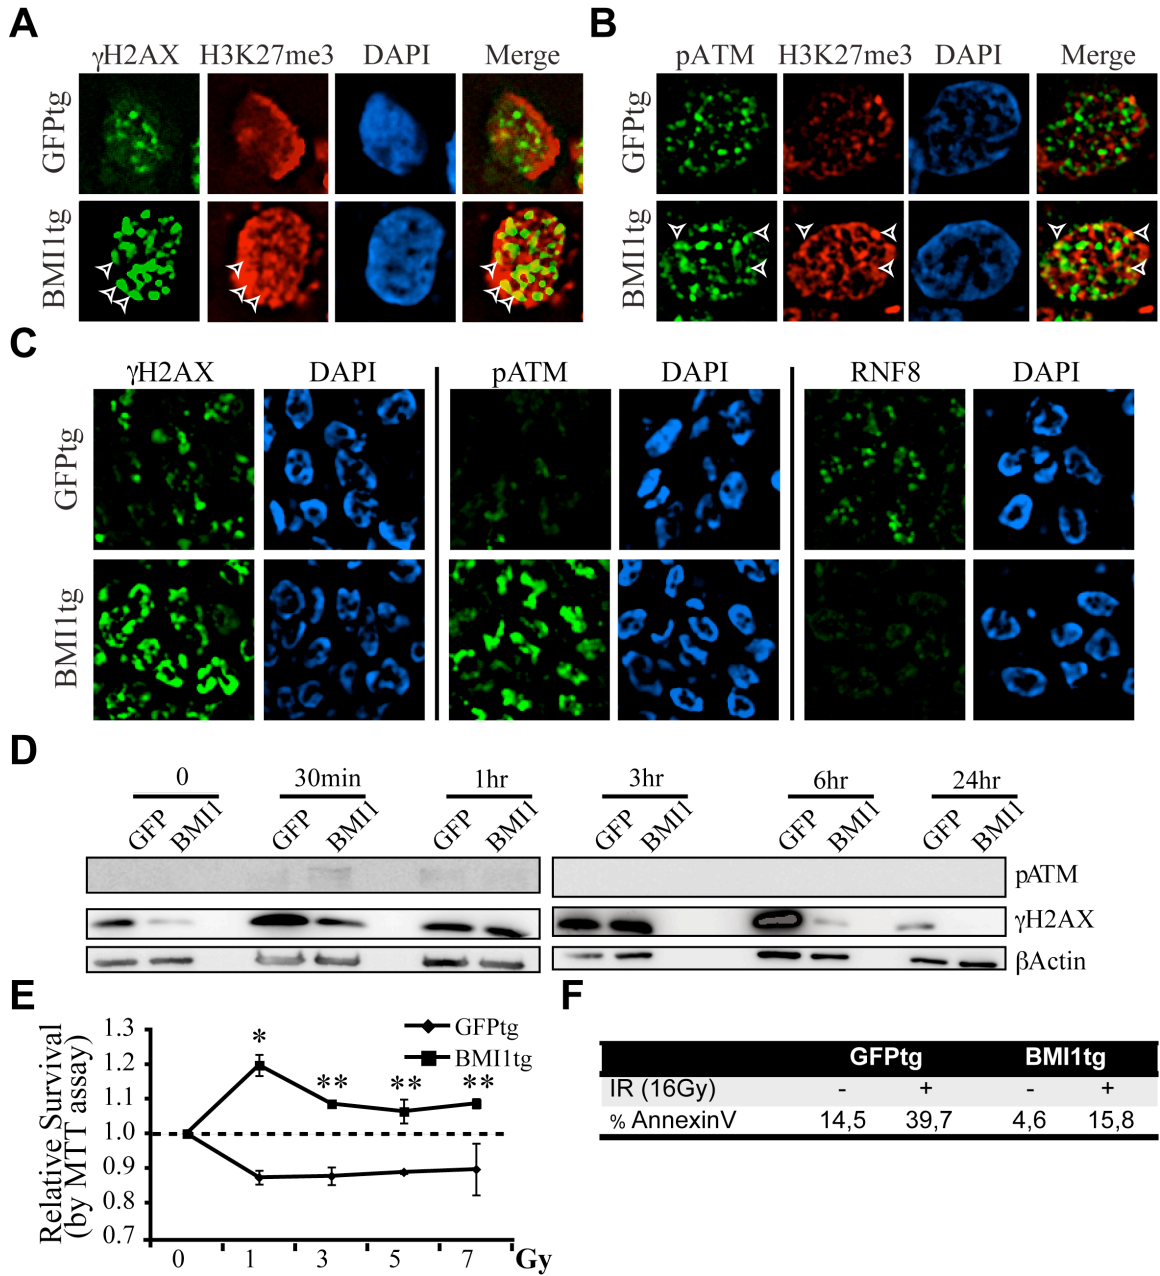 A
γH2AX H3K27me3 DAPI Merge
GFPtg
BMI1tg
B
pATM H3K27me3 DAPI Merge
GFPtg
BMI1tg
C
γH2AX DAPI pATM DAPI RNF8 DAPI
GFPtg
BMI1tg
D
0 30min 1hr 3hr 6hr 24hr
GFP BMI1 GFP BMI1 GFP BMI1 GFP BMI1 GFP BMI1 GFP BMI1
pATM
γH2AX
βActin
E
Relative Survival
(by MTT assay)
1.3
1.2
1.1
1.0
0.9
0.8
0.7
GFPtg
BMI1tg
* ** ** **
0 1 3 5 7 Gy
F
GFPtg BMI1tg
IR (16Gy) - + - +
% AnnexinV 14,5 39,7 4,6 15,8